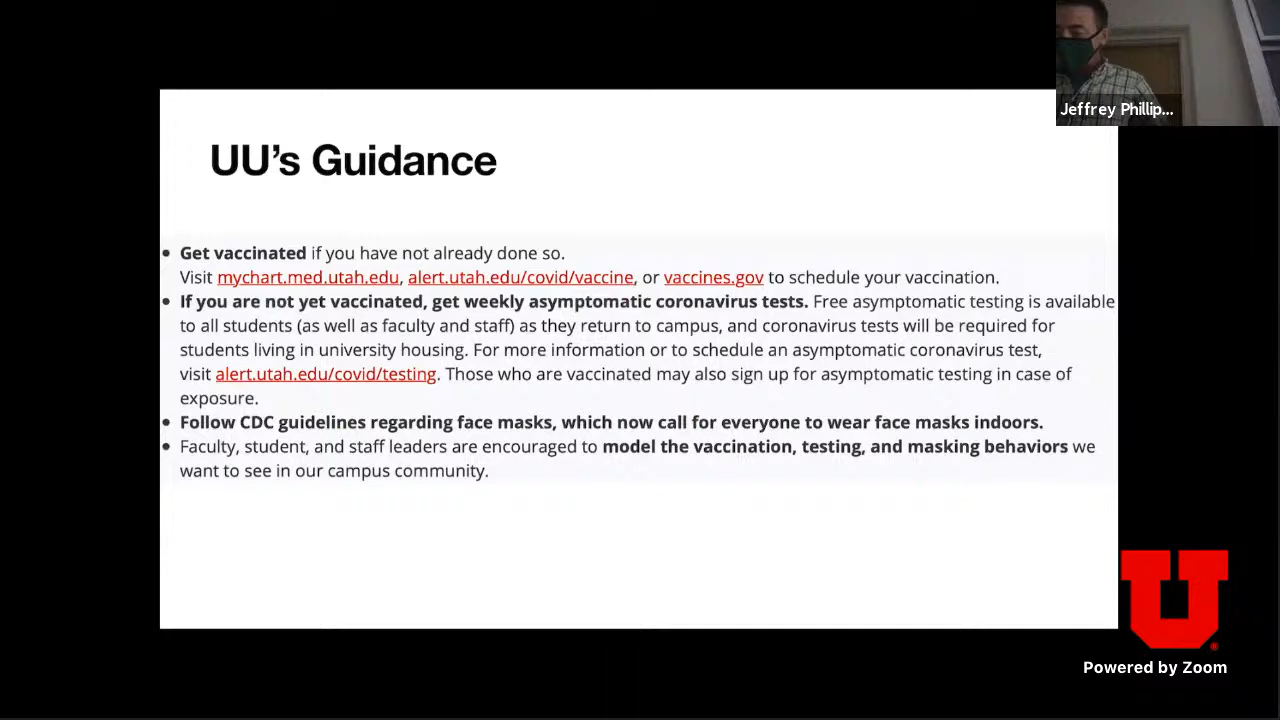 Jeffrey Phillip...
UU's Guidance
• Get vaccinated if you have not already done so.
Visit mychart.med.utah.edu, alert.utah.edu/covid/vaccine, or vaccines.gov to schedule your vaccination.
• If you are not yet vaccinated, get weekly asymptomatic coronavirus tests. Free asymptomatic testing is available
to all students (as well as faculty and staff) as they return to campus, and coronavirus tests will be required for
students living in university housing. For more information or to schedule an asymptomatic coronavirus test,
visit alert.utah.edu/covid/testing. Those who are vaccinated may also sign up for asymptomatic testing in case of
exposure.
• Follow CDC guidelines regarding face masks, which now call for everyone to wear face masks indoors.
• Faculty, student, and staff leaders are encouraged to model the vaccination, testing, and masking behaviors we
want to see in our campus community.
U®
Powered by Zoom